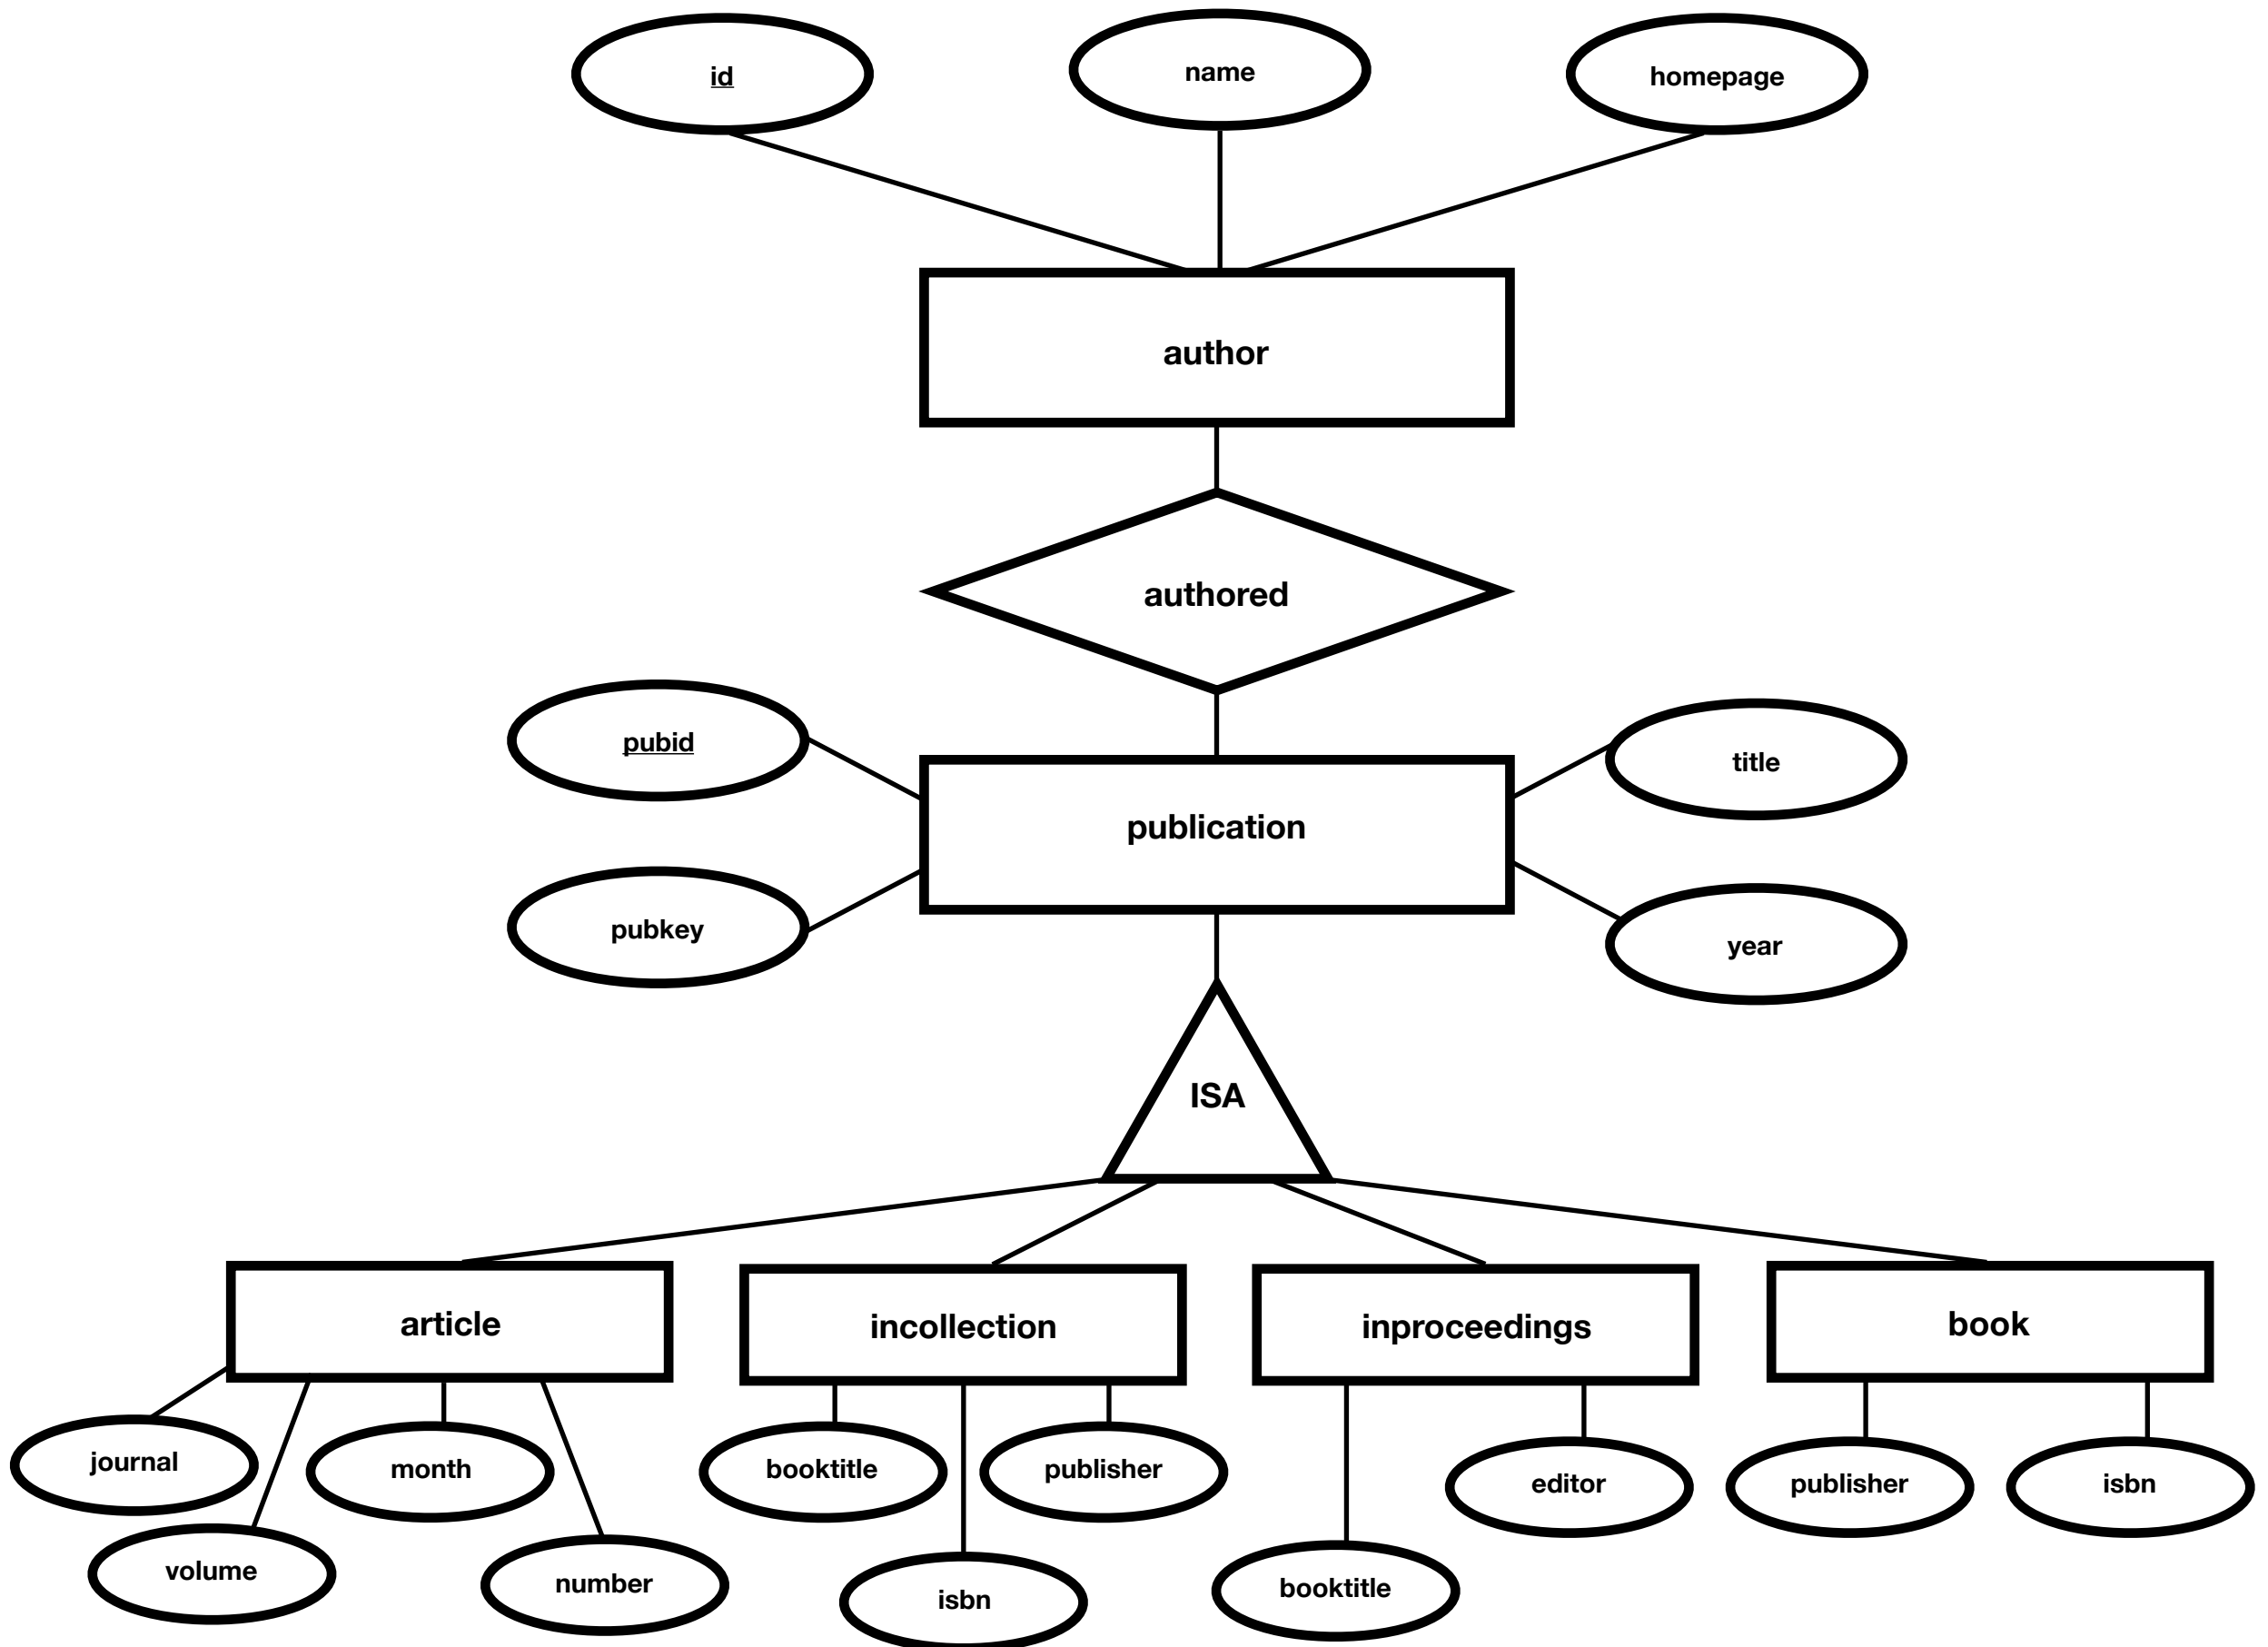 id
name
homepage
author
authored
pubid
title
publication
pubkey
year
ISA
article
incollection
inproceedings
book
journal
month
booktitle
publisher
editor
publisher
isbn
volume
number
isbn
booktitle